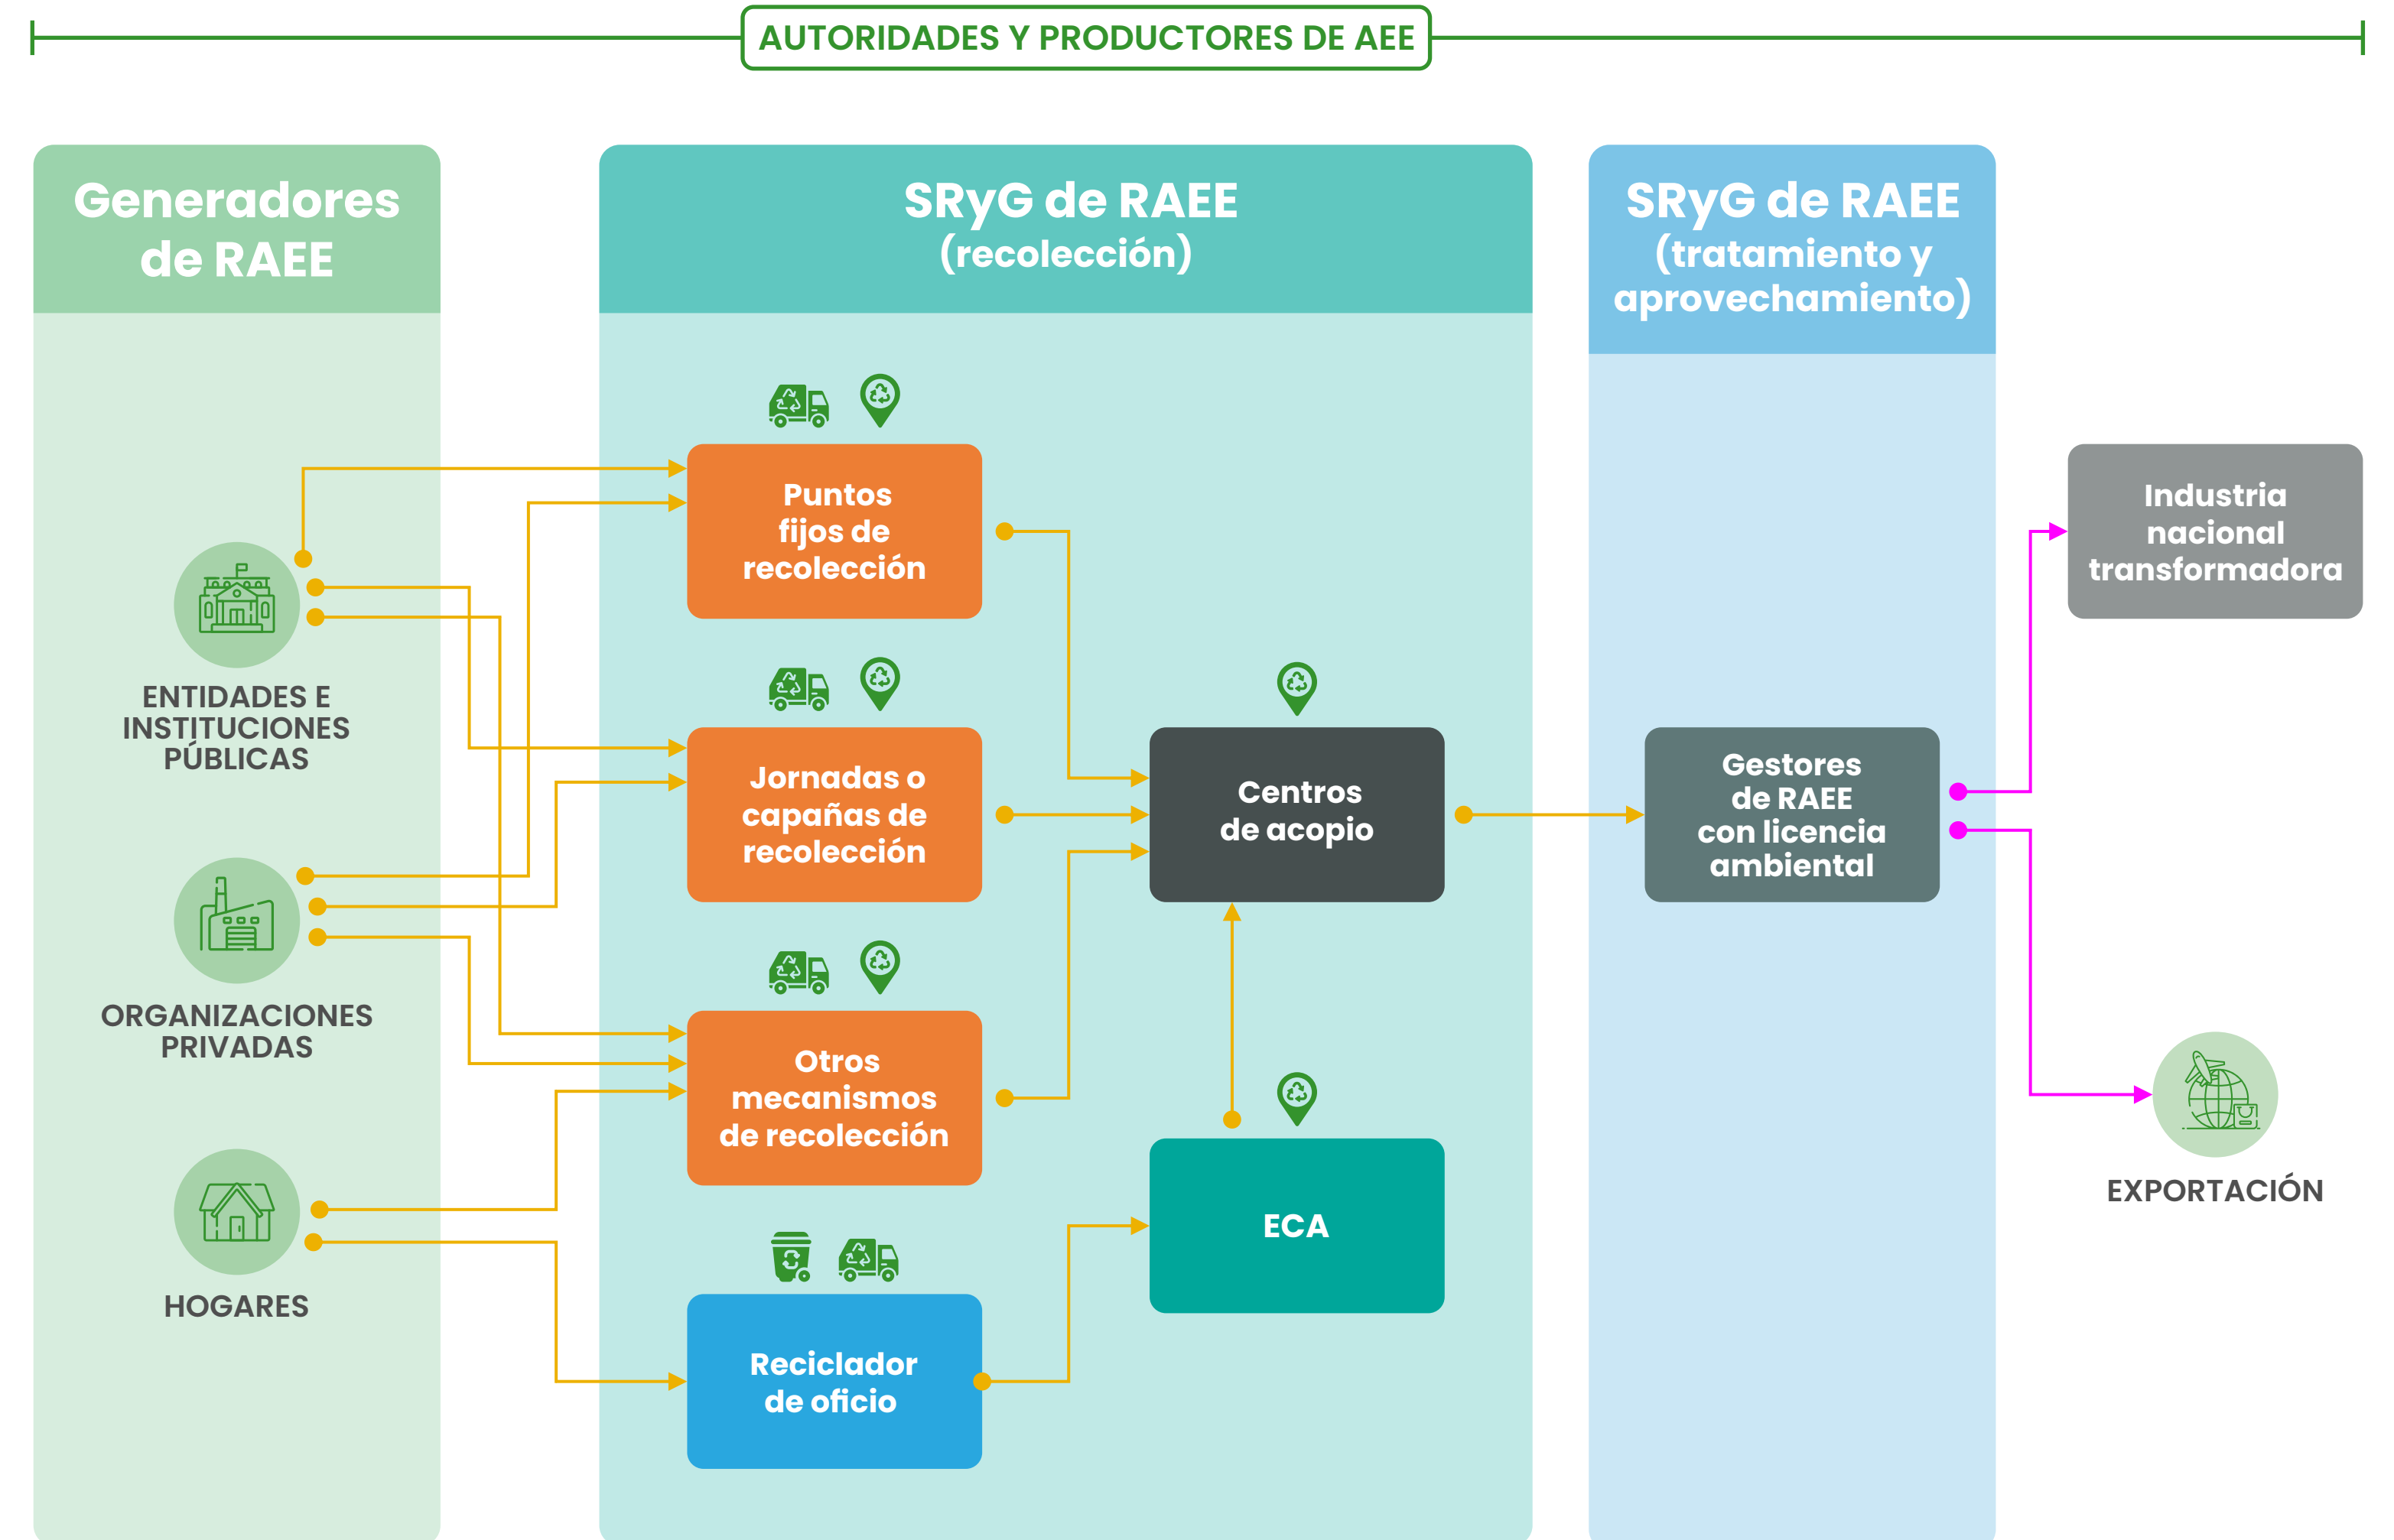 AUTORIDADES Y PRODUCTORES DE AEE
Generadores
de RAEE
ENTIDADES E
INSTITUCIONES
PÚBLICAS
ORGANIZACIONES
PRIVADAS
HOGARES
SRyG de RAEE
(recolección)
Puntos
fijos de
recolección
Jornadas o
capañas de
recolección
Otros
mecanismos
de recolección
Reciclador
de oficio
Centros
de acopio
ECA
SRyG de RAEE
(tratamiento y
aprovechamiento)
Gestores
de RAEE
con licencia
ambiental
Industria
nacional
transformadora
EXPORTACIÓN